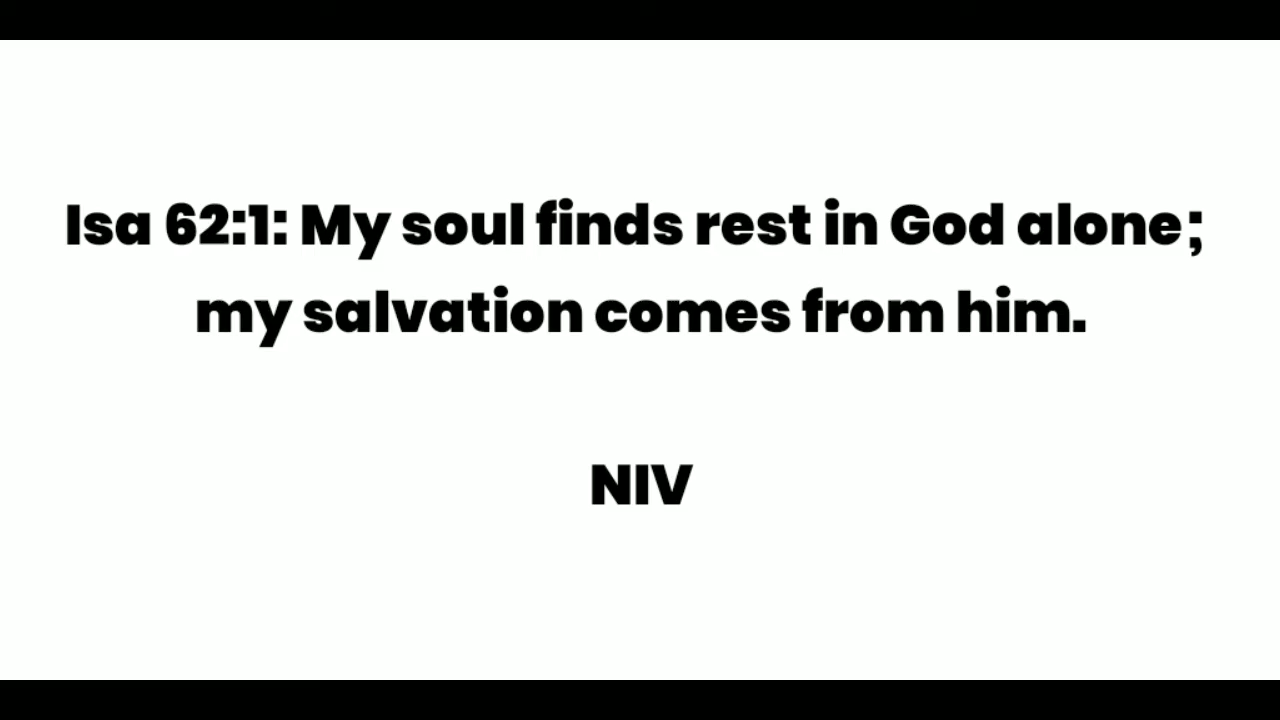 Isa 62:1: My soul finds rest in God alone;
my salvation comes from him.
NIV